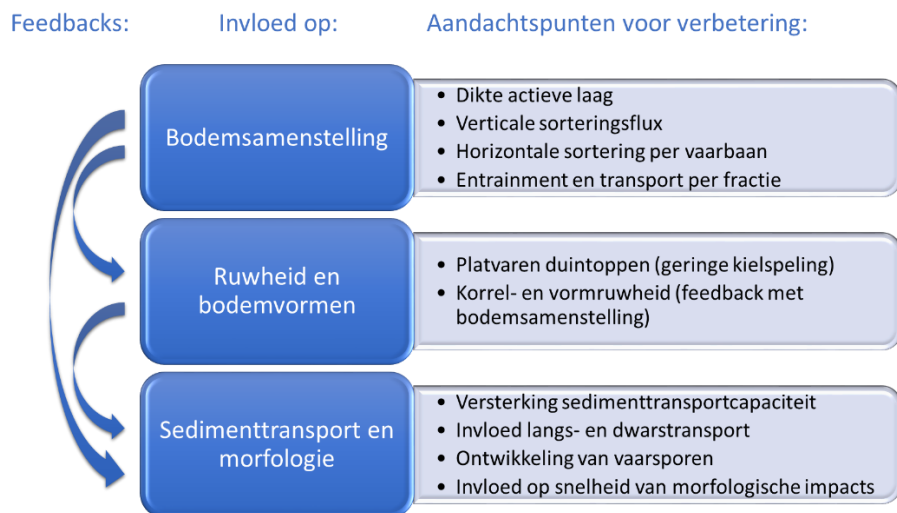 Feedbacks: Invloed op: Aandachtspunten voor verbetering:
Bodemsamenstelling
• Dikte actieve laag
• Verticale sorteringsflux
• Horizontale sortering per vaarbaan
• Entrainment en transport per fractie
Ruwheid en
bodemvormen
• Platvaren duintoppen (geringe kielspeling)
• Korrel- en vormruwheid (feedback met
bodemsamenstelling)
Sedimenttransport en
morfologie
• Versterking sedimenttransportcapaciteit
• Invloed langs- en dwarstransport
• Ontwikkeling van vaarsporen
• Invloed op snelheid van morfologische impacts